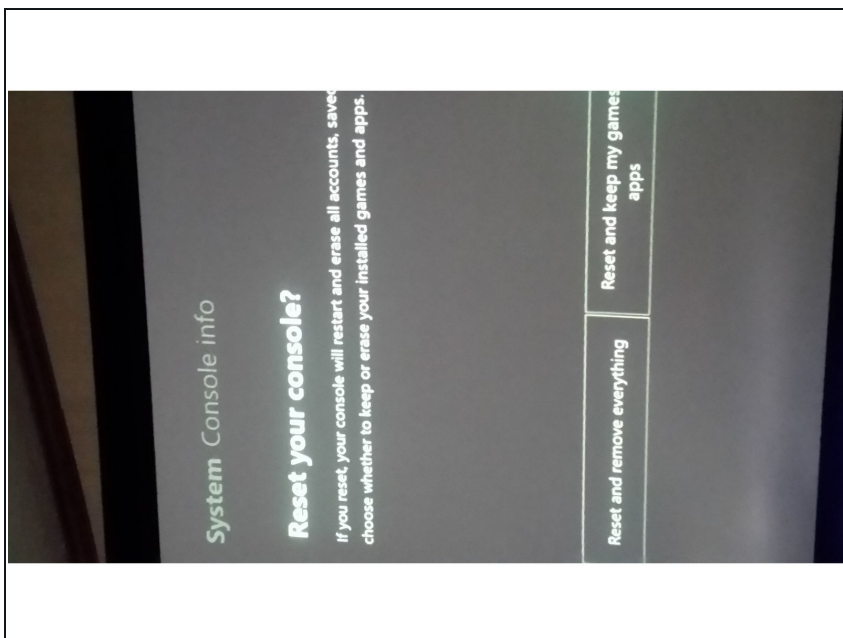 System Console info
Reset your console?
If you reset, your console will restart and erase all accounts, saved
choose whether to keep or erase your installed games and apps.
Reset and remove everything
Reset and keep my games
apps